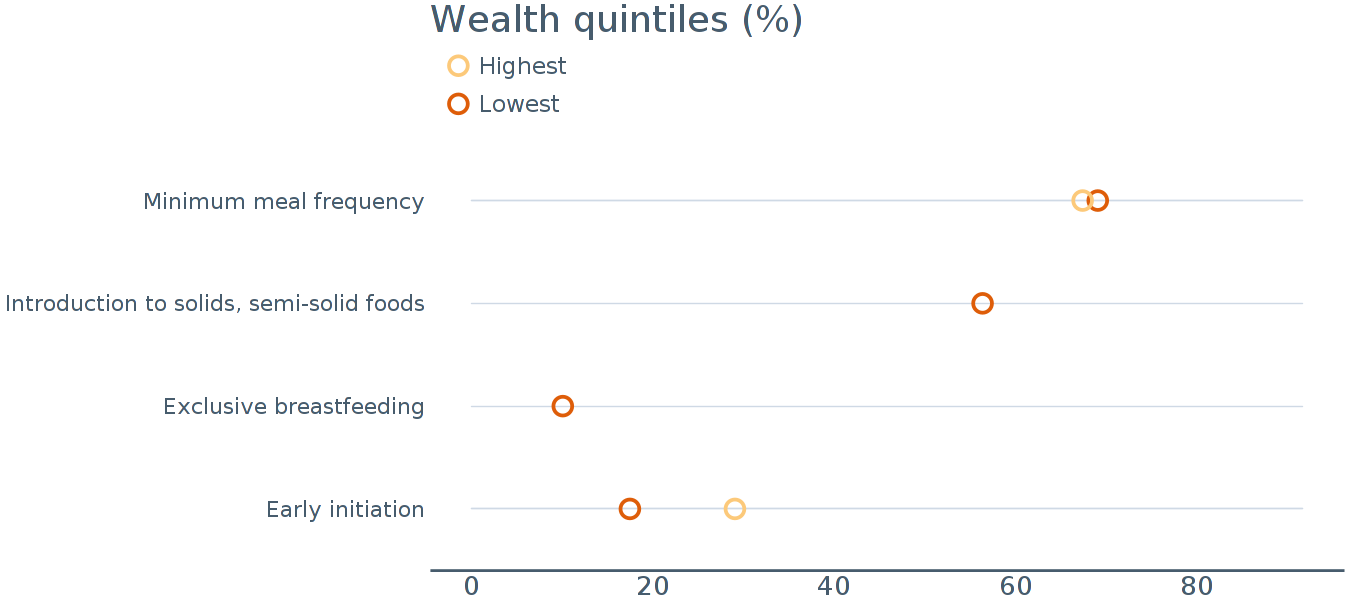 Wealth quintiles (%)
Highest
Lowest
Minimum meal frequency
Introduction to solids, semi-solid foods
Exclusive breastfeeding
Early initiation
0 20 40 60 80